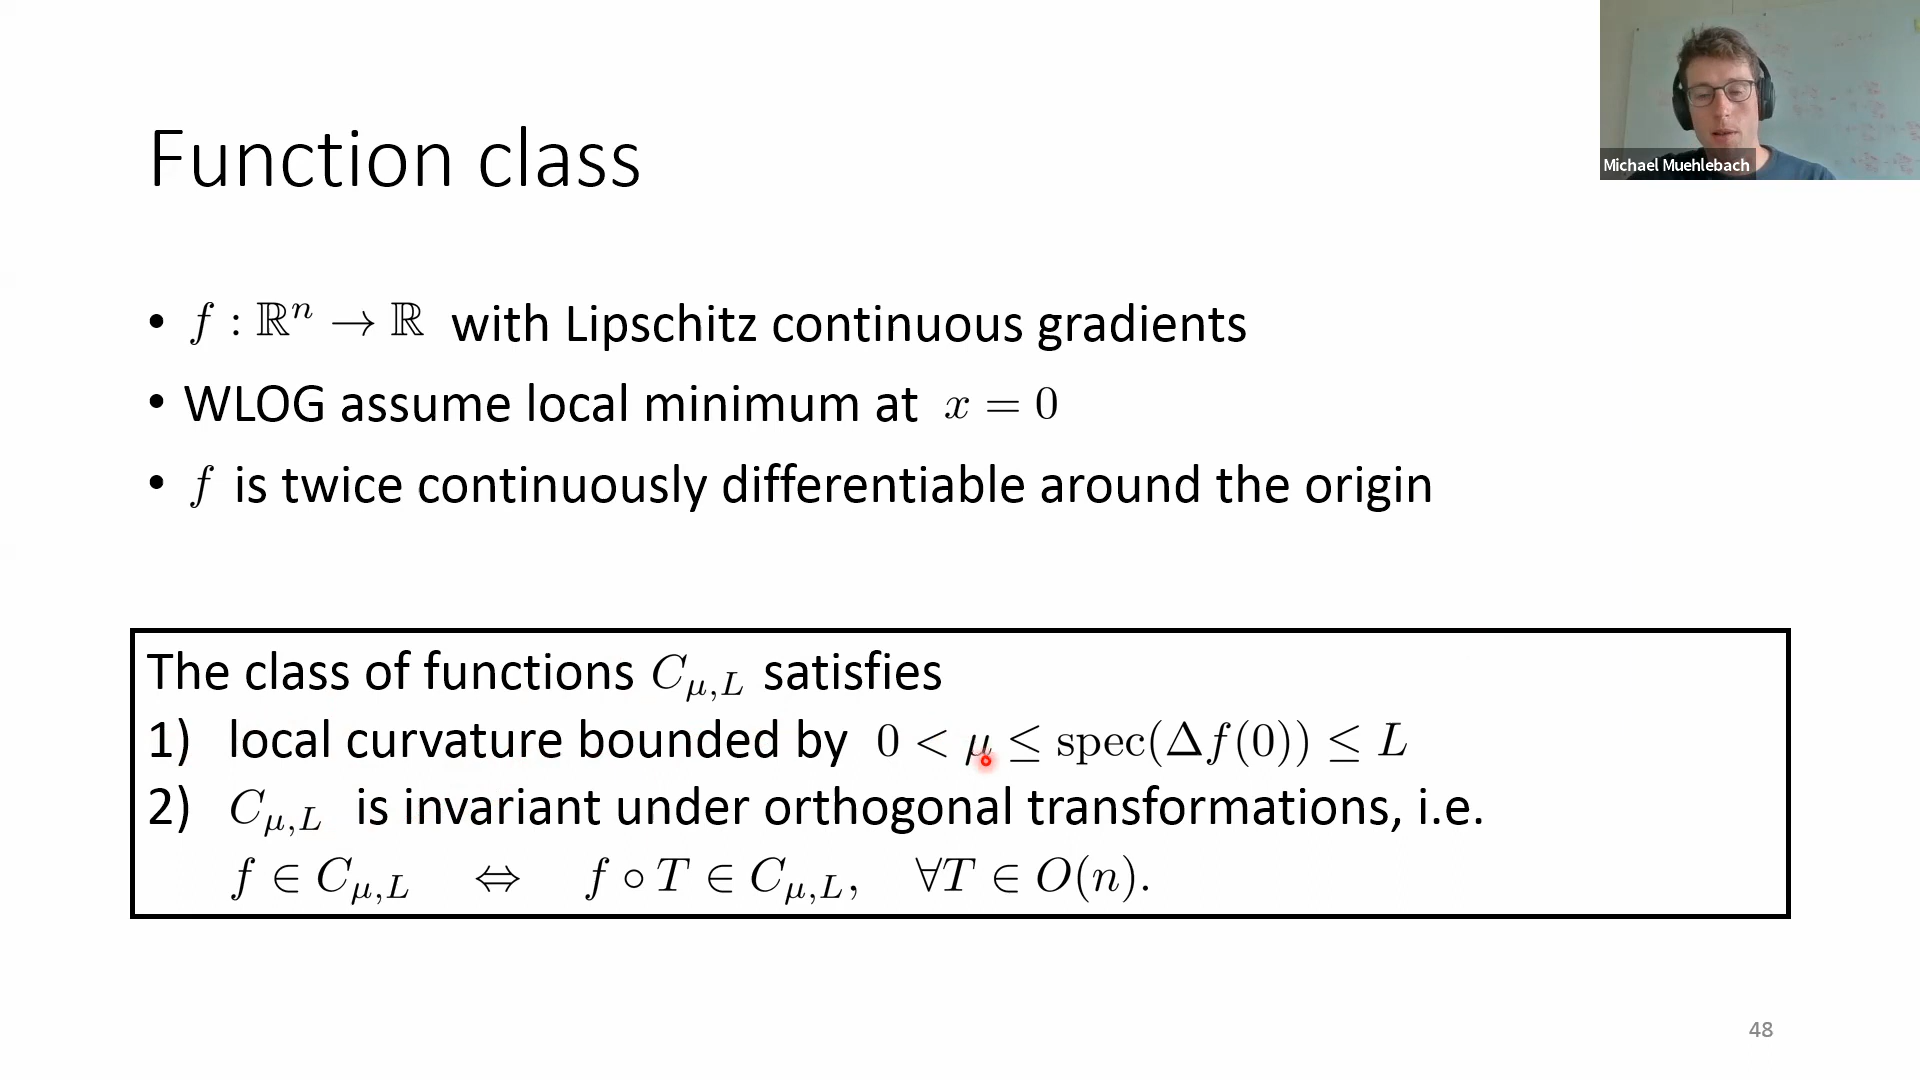 Michael Muehlebach
Function class
• f : ℝⁿ → ℝ with Lipschitz continuous gradients
• WLOG assume local minimum at x = 0
• f is twice continuously differentiable around the origin
The class of functions C_{μ,L} satisfies
1) local curvature bounded by 0 < μ ≤ spec(Δf(0)) ≤ L
2) C_{μ,L} is invariant under orthogonal transformations, i.e.
f ∈ C_{μ,L} ⇔ f ∘ T ∈ C_{μ,L}, ∀T ∈ O(n).
48